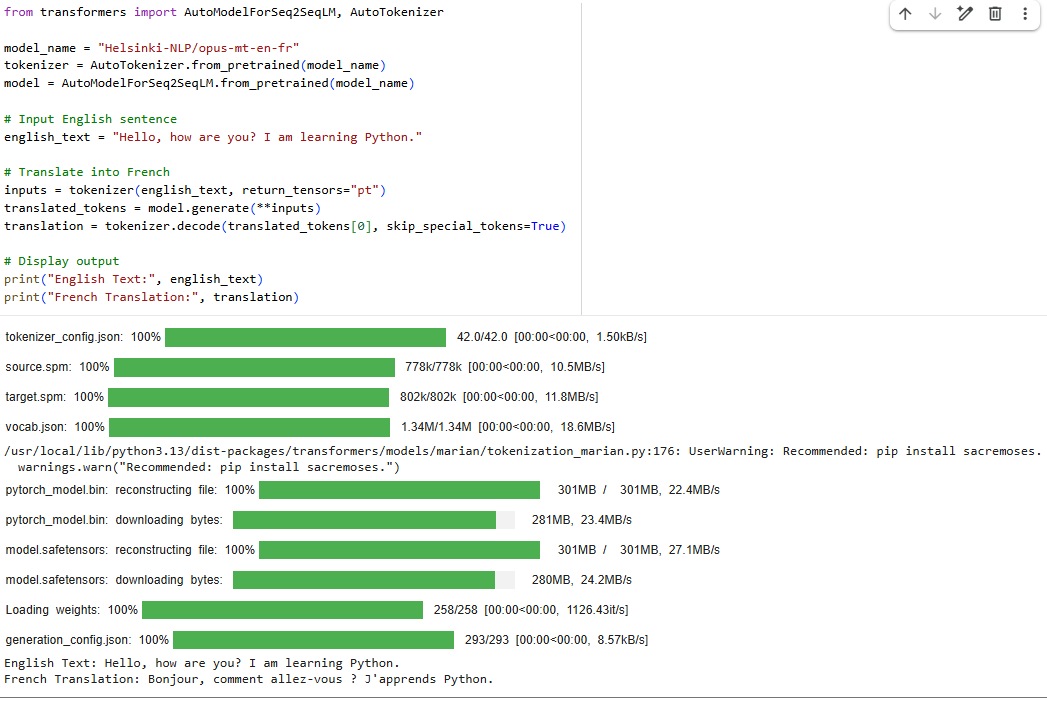 from transformers import AutoModelForSeq2SeqLM, AutoTokenizer
model_name = "Helsinki-NLP/opus-mt-en-fr"
tokenizer = AutoTokenizer.from_pretrained(model_name)
model = AutoModelForSeq2SeqLM.from_pretrained(model_name)
# Input English sentence
english_text = "Hello, how are you? I am learning Python."
# Translate into French
inputs = tokenizer(english_text, return_tensors="pt")
translated_tokens = model.generate(**inputs)
translation = tokenizer.decode(translated_tokens[0], skip_special_tokens=True)
# Display output
print("English Text:", english_text)
print("French Translation:", translation)
tokenizer_config.json: 100% 42.0/42.0 [00:00<00:00, 1.50kB/s]
source.spm: 100% 778k/778k [00:00<00:00, 10.5MB/s]
target.spm: 100% 802k/802k [00:00<00:00, 11.8MB/s]
vocab.json: 100% 1.34M/1.34M [00:00<00:00, 18.6MB/s]
/usr/local/lib/python3.13/dist-packages/transformers/models/marian/tokenization_marian.py:176: UserWarning: Recommended: pip install sacremoses.
warnings.warn("Recommended: pip install sacremoses.")
pytorch_model.bin: reconstructing file: 100% 301MB / 301MB, 22.4MB/s
pytorch_model.bin: downloading bytes: 281MB, 23.4MB/s
model.safetensors: reconstructing file: 100% 301MB / 301MB, 27.1MB/s
model.safetensors: downloading bytes: 280MB, 24.2MB/s
Loading weights: 100% 258/258 [00:00<00:00, 1126.43it/s]
generation_config.json: 100% 293/293 [00:00<00:00, 8.57kB/s]
English Text: Hello, how are you? I am learning Python.
French Translation: Bonjour, comment allez-vous ? J'apprends Python.